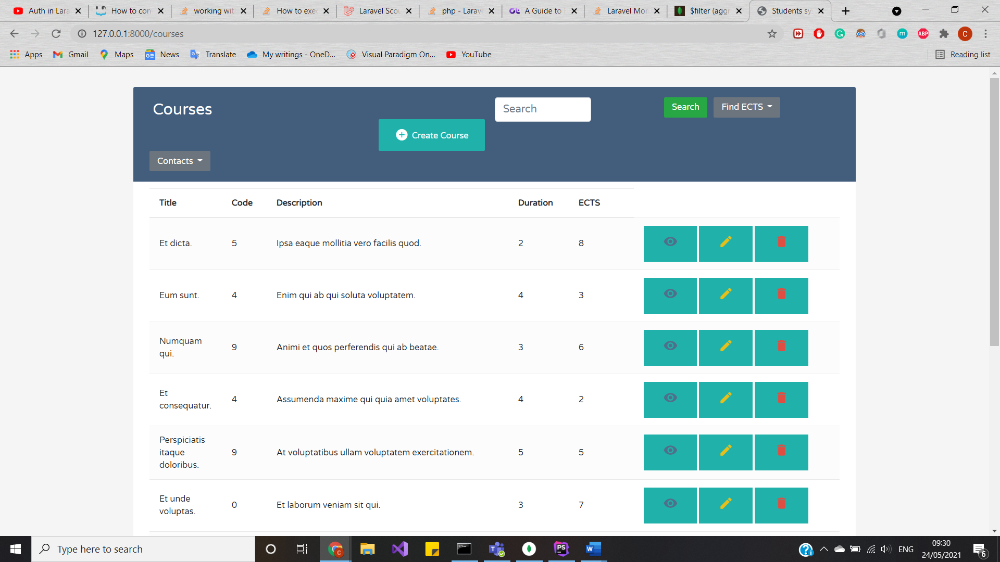 Auth in Lara
How to con
working wit
How to exe
Laravel Scou
php - Larave
A Guide to
Laravel Mon
$filter (aggr
Students sy
127.0.0.1:8000/courses
Apps
Gmail
Maps
News
Translate
My writings - OneD...
Visual Paradigm On...
YouTube
Reading list
Courses
Search
Search
Find ECTS
Create Course
Contacts
Title Code Description Duration ECTS
Et dicta. 5 Ipsa eaque mollitia vero facilis quod. 2 8
Eum sunt. 4 Enim qui ab qui soluta voluptatem. 4 3
Numquam
qui. 9 Animi et quos perferendis qui ab beatae. 3 6
Et
consequatur. 4 Assumenda maxime qui quia amet voluptates. 4 2
Perspiciatis
itaque 9 At voluptatibus ullam voluptatem exercitationem. 5 5
doloribus.
Et unde
voluptas. 0 Et laborum veniam sit qui. 3 7
Type here to search
ENG
09:30
24/05/2021
6